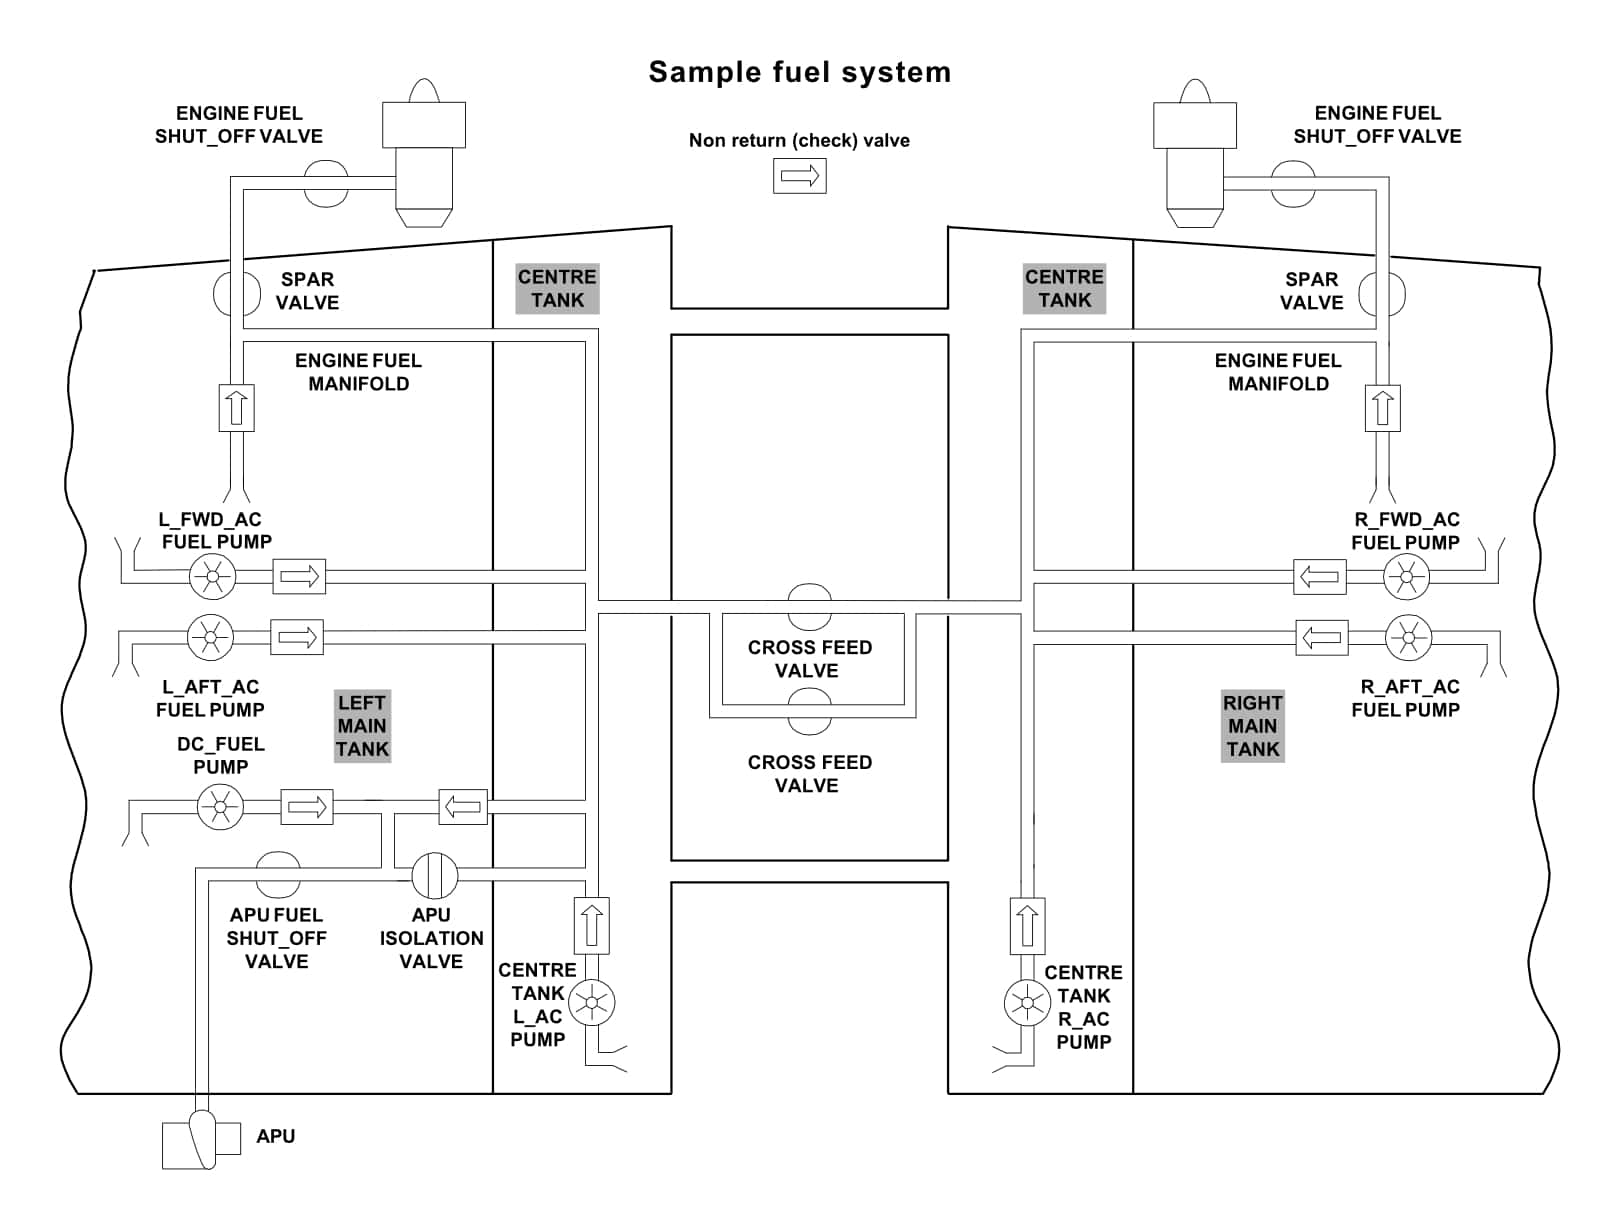 Sample fuel system
ENGINE FUEL
SHUT_OFF VALVE
Non return (check) valve
ENGINE FUEL
SHUT_OFF VALVE
SPAR
VALVE
CENTRE
TANK
CENTRE
TANK
SPAR
VALVE
ENGINE FUEL
MANIFOLD
ENGINE FUEL
MANIFOLD
L_FWD_AC
FUEL PUMP
R_FWD_AC
FUEL PUMP
CROSS FEED
VALVE
L_AFT_AC
FUEL PUMP
LEFT
MAIN
TANK
RIGHT
MAIN
TANK
R_AFT_AC
FUEL PUMP
DC_FUEL
PUMP
CROSS FEED
VALVE
APU FUEL
SHUT_OFF
VALVE
APU
ISOLATION
VALVE
CENTRE
TANK
L_AC
PUMP
CENTRE
TANK
R_AC
PUMP
APU